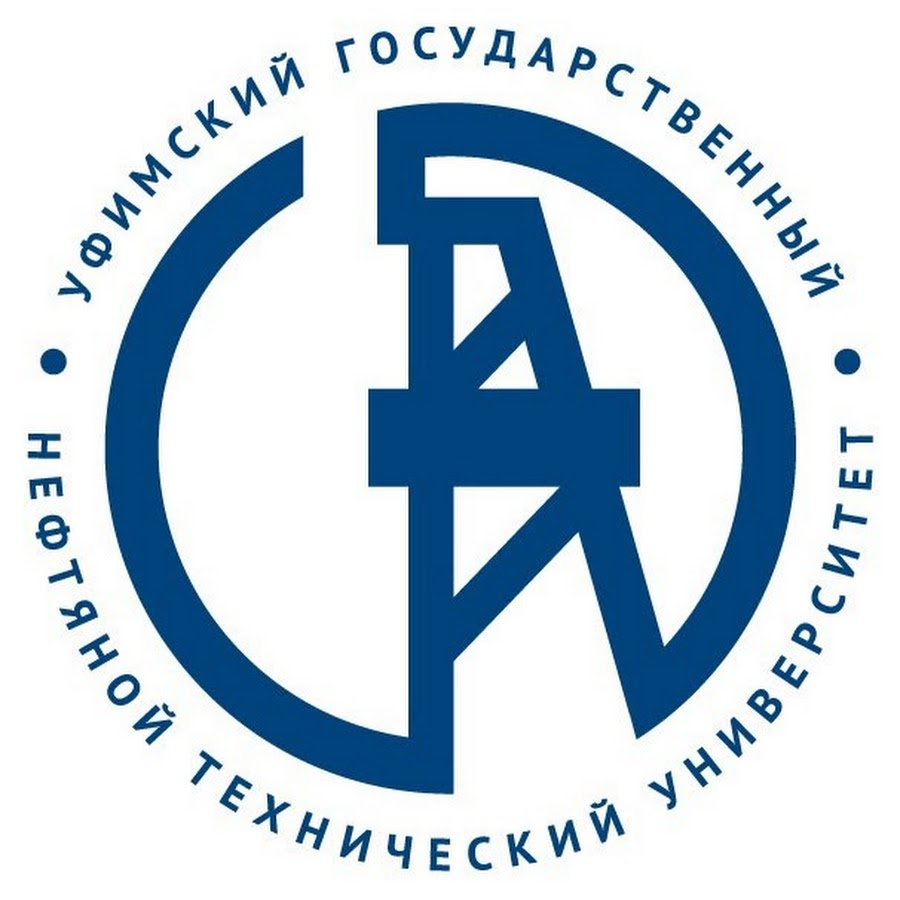 УФИМСКИЙ ГОСУДАРСТВЕННЫЙ
НЕФТЯНОЙ ТЕХНИЧЕСКИЙ УНИВЕРСИТЕТ